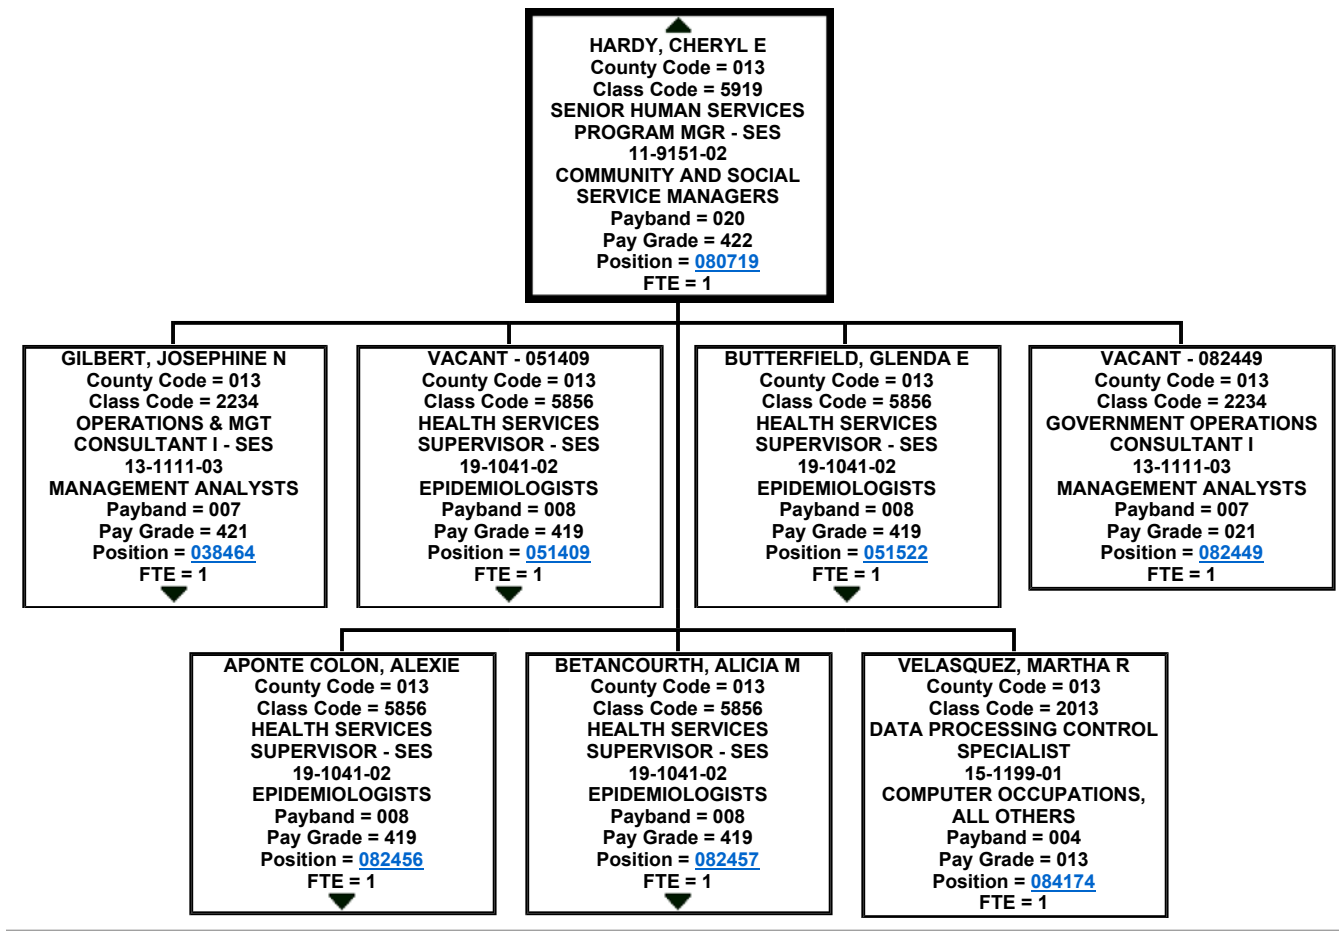 HARDY, CHERYL E
County Code = 013
Class Code = 5919
SENIOR HUMAN SERVICES
PROGRAM MGR - SES
11-9151-02
COMMUNITY AND SOCIAL
SERVICE MANAGERS
Payband = 020
Pay Grade = 422
Position = 080719
FTE = 1
GILBERT, JOSEPHINE N
County Code = 013
Class Code = 2234
OPERATIONS & MGT
CONSULTANT I - SES
13-1111-03
MANAGEMENT ANALYSTS
Payband = 007
Pay Grade = 421
Position = 038464
FTE = 1
VACANT - 051409
County Code = 013
Class Code = 5856
HEALTH SERVICES
SUPERVISOR - SES
19-1041-02
EPIDEMIOLOGISTS
Payband = 008
Pay Grade = 419
Position = 051409
FTE = 1
BUTTERFIELD, GLENDA E
County Code = 013
Class Code = 5856
HEALTH SERVICES
SUPERVISOR - SES
19-1041-02
EPIDEMIOLOGISTS
Payband = 008
Pay Grade = 419
Position = 051522
FTE = 1
VACANT - 082449
County Code = 013
Class Code = 2234
GOVERNMENT OPERATIONS
CONSULTANT I
13-1111-03
MANAGEMENT ANALYSTS
Payband = 007
Pay Grade = 021
Position = 082449
FTE = 1
APONTE COLON, ALEXIE
County Code = 013
Class Code = 5856
HEALTH SERVICES
SUPERVISOR - SES
19-1041-02
EPIDEMIOLOGISTS
Payband = 008
Pay Grade = 419
Position = 082456
FTE = 1
BETANCOURTH, ALICIA M
County Code = 013
Class Code = 5856
HEALTH SERVICES
SUPERVISOR - SES
19-1041-02
EPIDEMIOLOGISTS
Payband = 008
Pay Grade = 419
Position = 082457
FTE = 1
VELASQUEZ, MARTHA R
County Code = 013
Class Code = 2013
DATA PROCESSING CONTROL
SPECIALIST
15-1199-01
COMPUTER OCCUPATIONS,
ALL OTHERS
Payband = 004
Pay Grade = 013
Position = 084174
FTE = 1